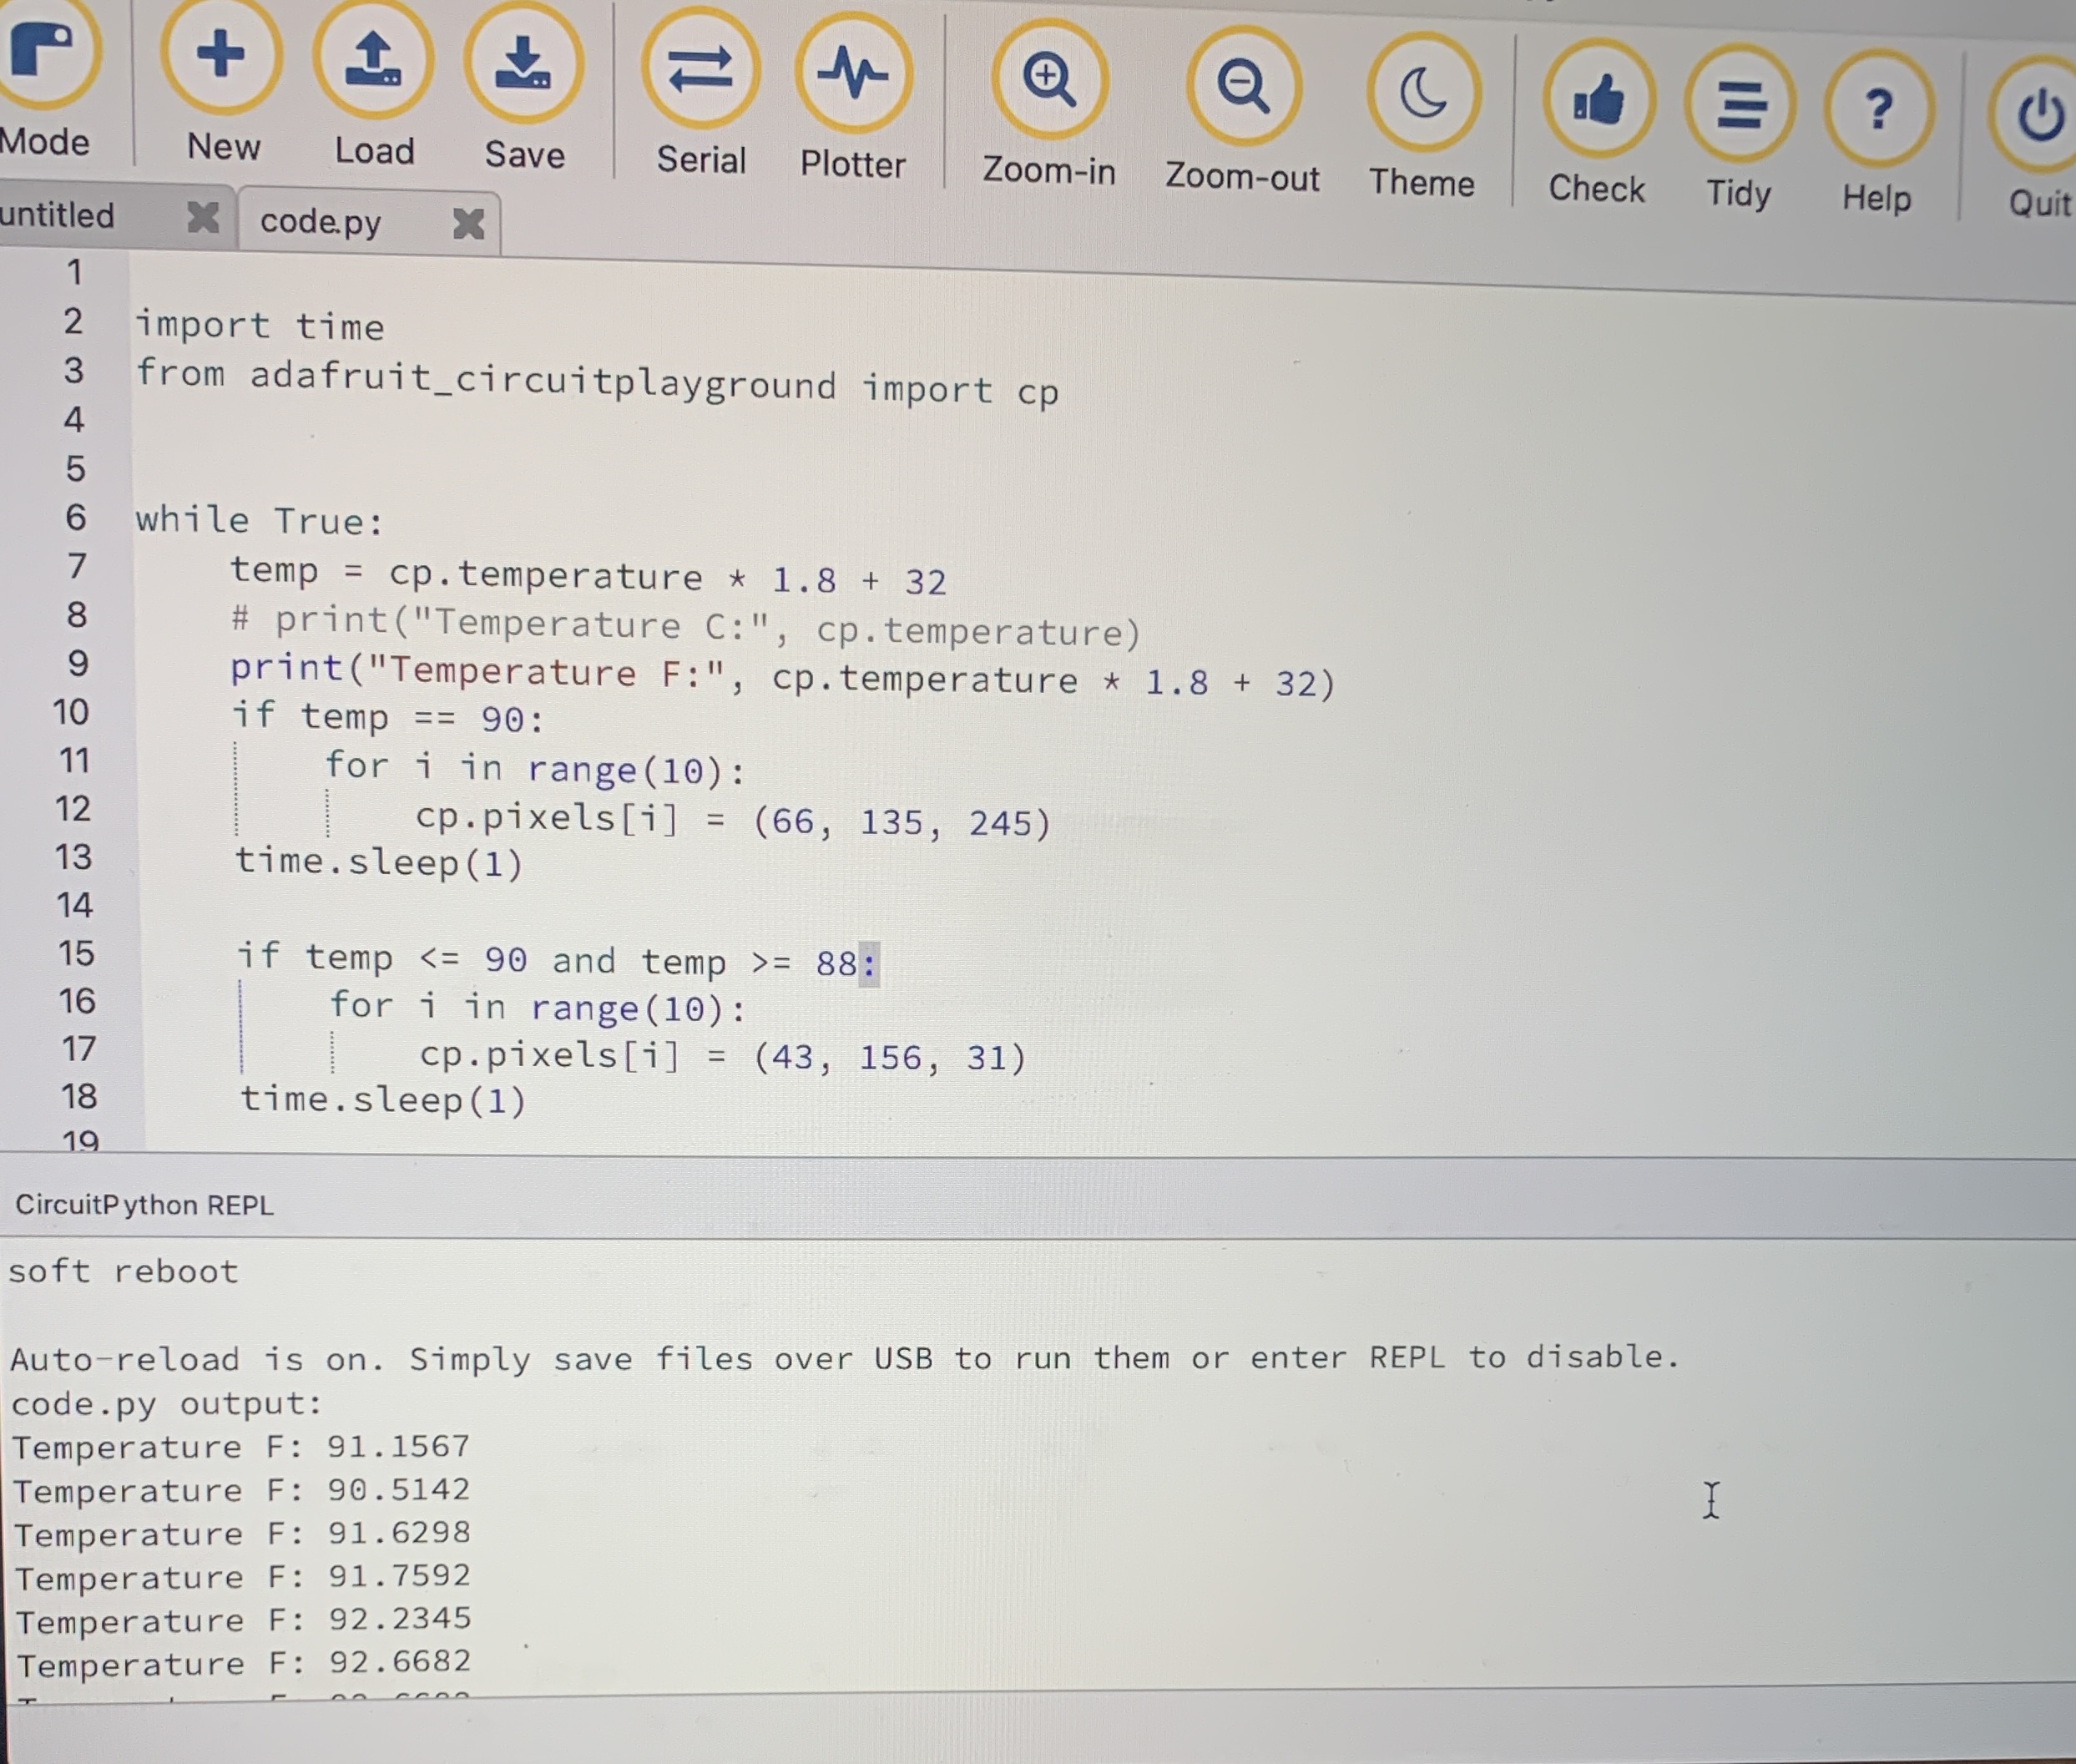 Mode New Load Save Serial Plotter Zoom-in Zoom-out Theme Check Tidy Help Quit
untitled code.py
1
2 import time
3 from adafruit_circuitplayground import cp
4
5
6 while True:
7 temp = cp.temperature * 1.8 + 32
8 # print("Temperature C:", cp.temperature)
9 print("Temperature F:", cp.temperature * 1.8 + 32)
10 if temp == 90:
11 for i in range(10):
12 cp.pixels[i] = (66, 135, 245)
13 time.sleep(1)
14
15 if temp <= 90 and temp >= 88:
16 for i in range(10):
17 cp.pixels[i] = (43, 156, 31)
18 time.sleep(1)
19
CircuitPython REPL
soft reboot
Auto-reload is on. Simply save files over USB to run them or enter REPL to disable.
code.py output:
Temperature F: 91.1567
Temperature F: 90.5142
Temperature F: 91.6298
Temperature F: 91.7592
Temperature F: 92.2345
Temperature F: 92.6682